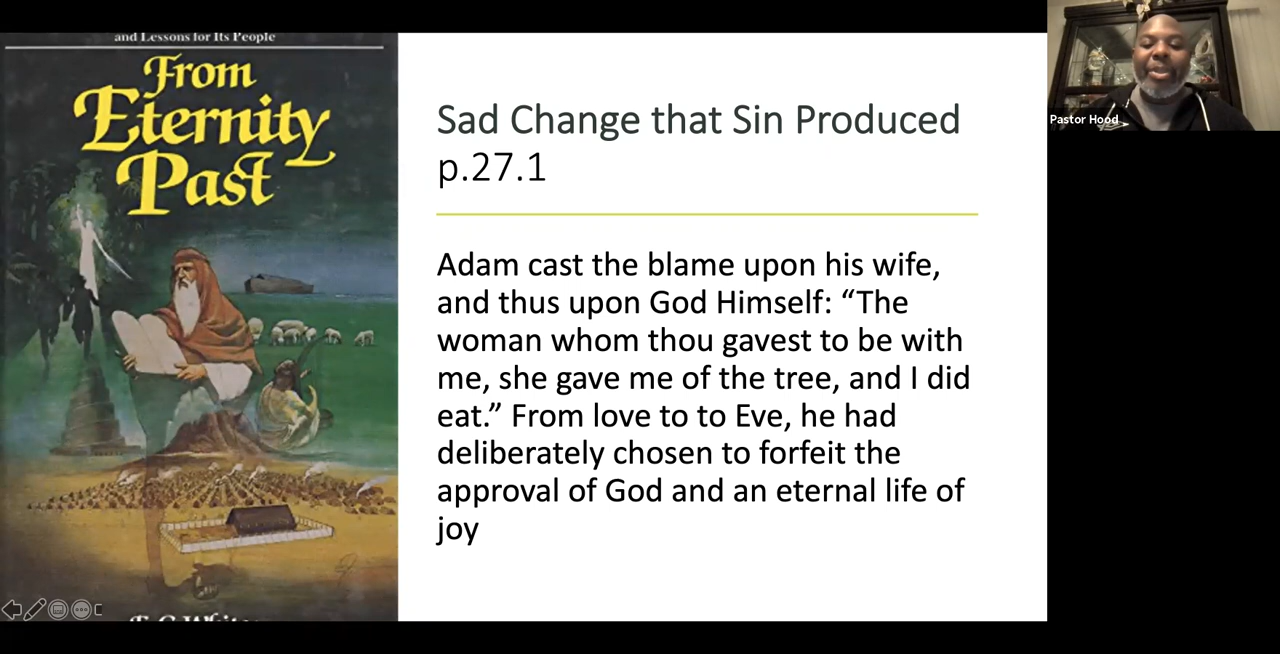 and Lessons for Its People
From
Eternity
Past
Sad Change that Sin Produced
p.27.1
Adam cast the blame upon his wife,
and thus upon God Himself: “The
woman whom thou gavest to be with
me, she gave me of the tree, and I did
eat.” From love to to Eve, he had
deliberately chosen to forfeit the
approval of God and an eternal life of
joy
Pastor Hood